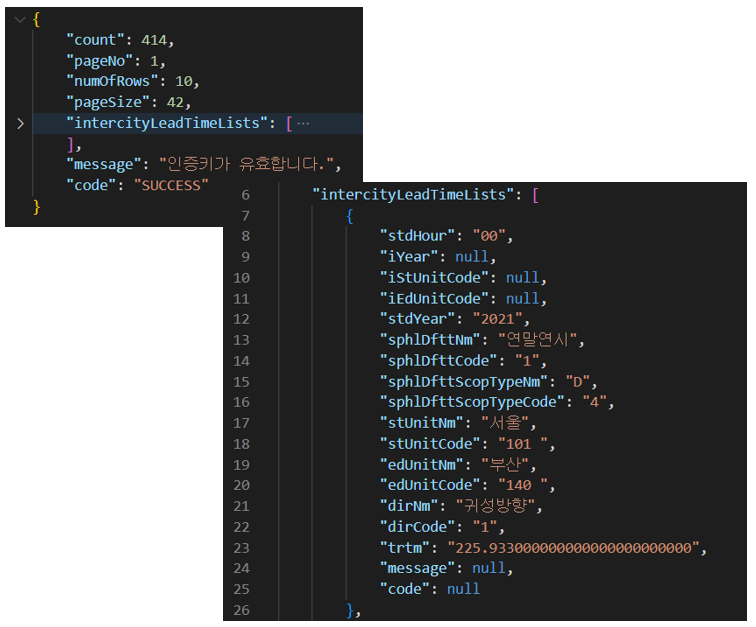 {
"count": 414,
"pageNo": 1,
"numOfRows": 10,
"pageSize": 42,
"intercityLeadTimeLists": [ ···
],
"message": "인증키가 유효합니다.",
"code": "SUCCESS"
}
6 "intercityLeadTimeLists": [
7 {
8 "stdHour": "00",
9 "iYear": null,
10 "iStUnitCode": null,
11 "iEdUnitCode": null,
12 "stdYear": "2021",
13 "sphlDfttNm": "연말연시",
14 "sphlDfttCode": "1",
15 "sphlDfttScopTypeNm": "D",
16 "sphlDfttScopTypeCode": "4",
17 "stUnitNm": "서울",
18 "stUnitCode": "101 ",
19 "edUnitNm": "부산",
20 "edUnitCode": "140 ",
21 "dirNm": "귀성방향",
22 "dirCode": "1",
23 "trtm": "225.9330000000000000000000",
24 "message": null,
25 "code": null
26 },